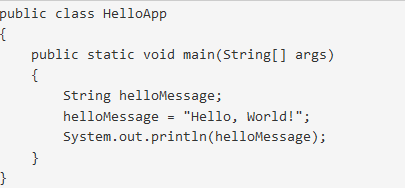 public class HelloApp
{
    public static void main(String[] args)
    {
        String helloMessage;
        helloMessage = "Hello, World!";
        System.out.println(helloMessage);
    }
}